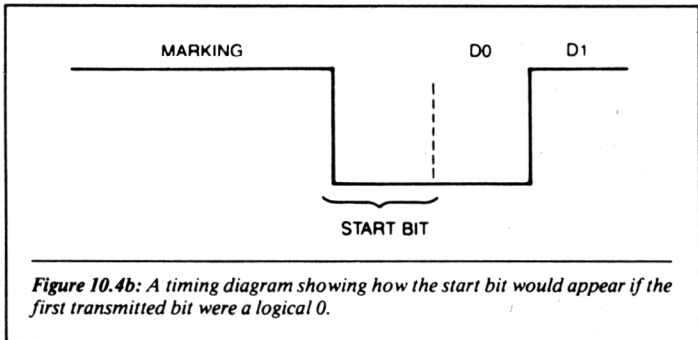 MARKING D0 D1
START BIT
Figure 10.4b: A timing diagram showing how the start bit would appear if the
first transmitted bit were a logical 0.